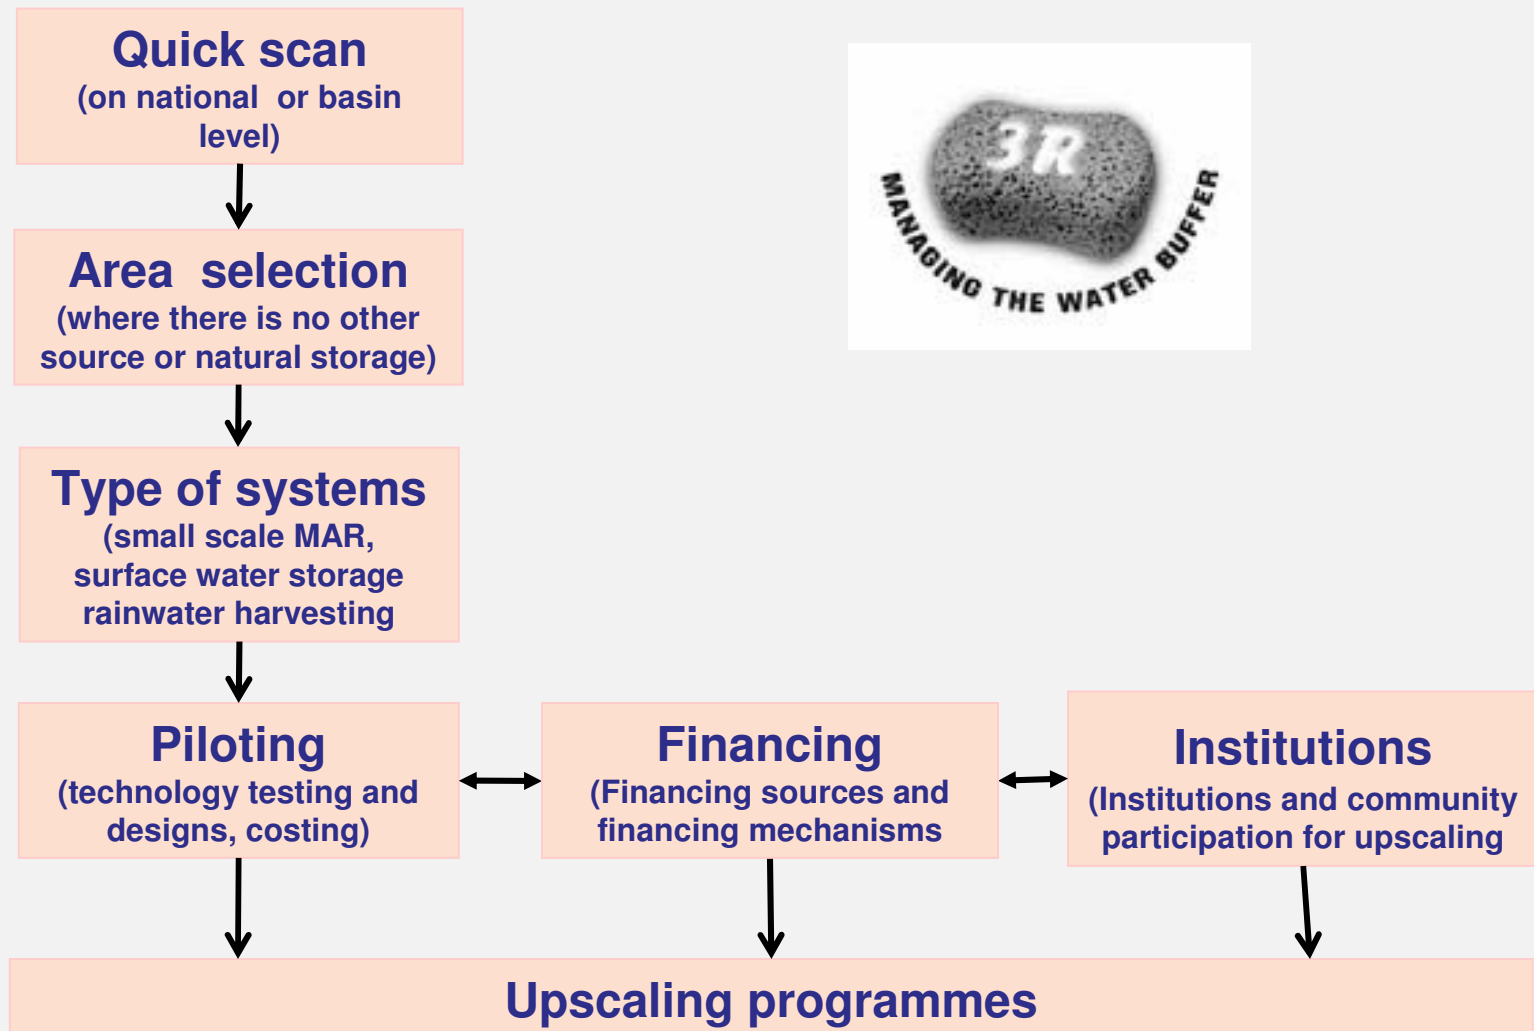 Quick scan
(on national or basin
level)
3R
MANAGING THE WATER BUFFER
Area selection
(where there is no other
source or natural storage)
Type of systems
(small scale MAR,
surface water storage
rainwater harvesting
Piloting
(technology testing and
designs, costing)
Financing
(Financing sources and
financing mechanisms
Institutions
(Institutions and community
participation for upscaling
Upscaling programmes